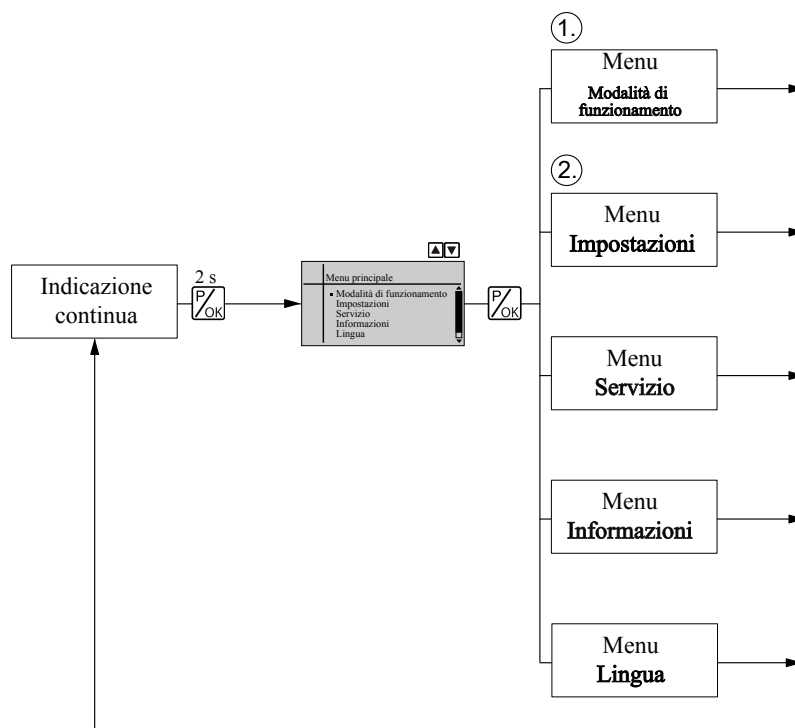 1.
Menu
Modalità di
funzionamento
2.
Menu
Impostazioni
Indicazione
continua
2 s
P/OK
Menu principale
Modalità di funzionamento
Impostazioni
Servizio
Informazioni
Lingua
P/OK
Menu
Servizio
Menu
Informazioni
Menu
Lingua